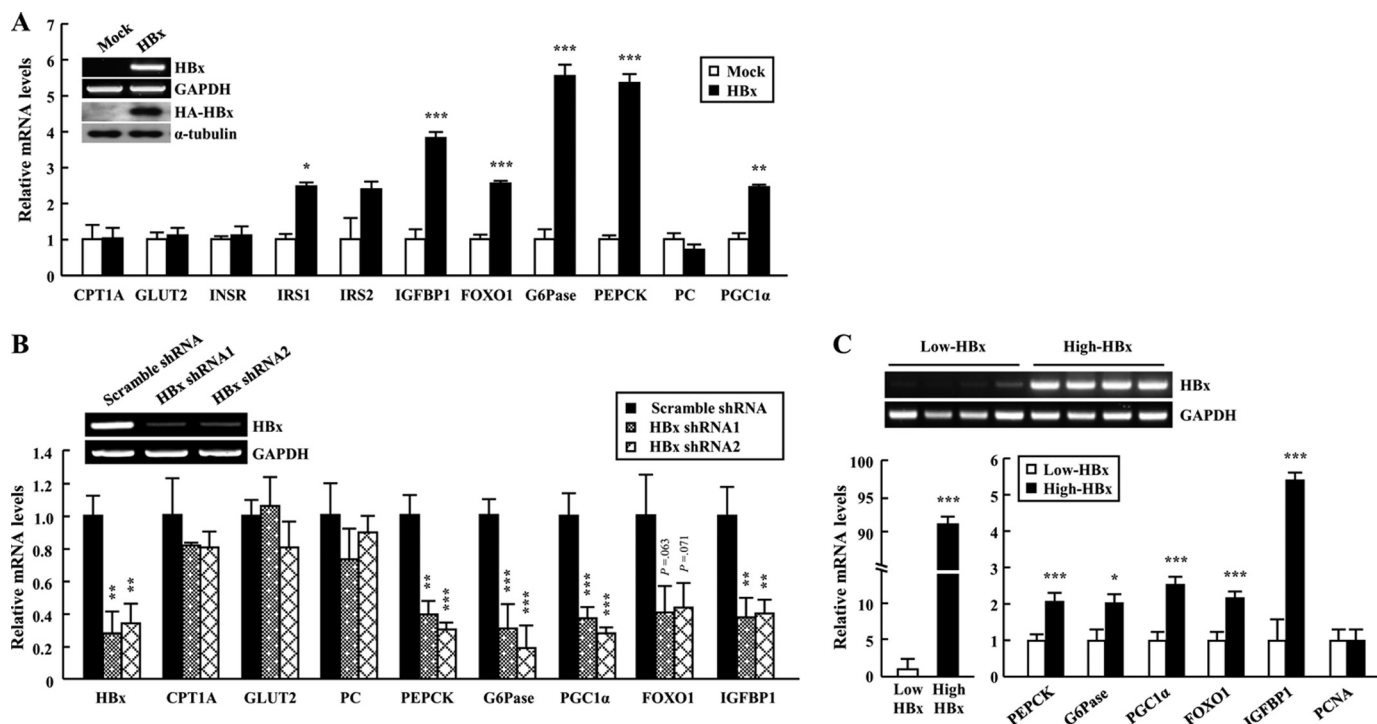 A
Relative mRNA levels
7
6
5
4
3
2
1
0
Mock HBx
HBx
GAPDH
HA-HBx
α-tubulin
Mock
HBx
* *** *** *** *** **
CPT1A GLUT2 INSR IRS1 IRS2 IGFBP1 FOXO1 G6Pase PEPCK PC PGC1α
B
Scramble shRNA HBx shRNA1 HBx shRNA2
HBx
GAPDH
Scramble shRNA
HBx shRNA1
HBx shRNA2
Relative mRNA levels
1.4
1.2
1.0
0.8
0.6
0.4
0.2
0
** ** ** *** *** *** *** *** P=.063 P=.071 ** **
HBx CPT1A GLUT2 PC PEPCK G6Pase PGC1α FOXO1 IGFBP1
C
Low-HBx High-HBx
HBx
GAPDH
Relative mRNA levels
100
95
90
10
5
0
***
Low HBx
High HBx
6
5
4
3
2
1
0
Low-HBx
High-HBx
*** * *** *** ***
PEPCK G6Pase PGC1α FOXO1 IGFBP1 PCNA